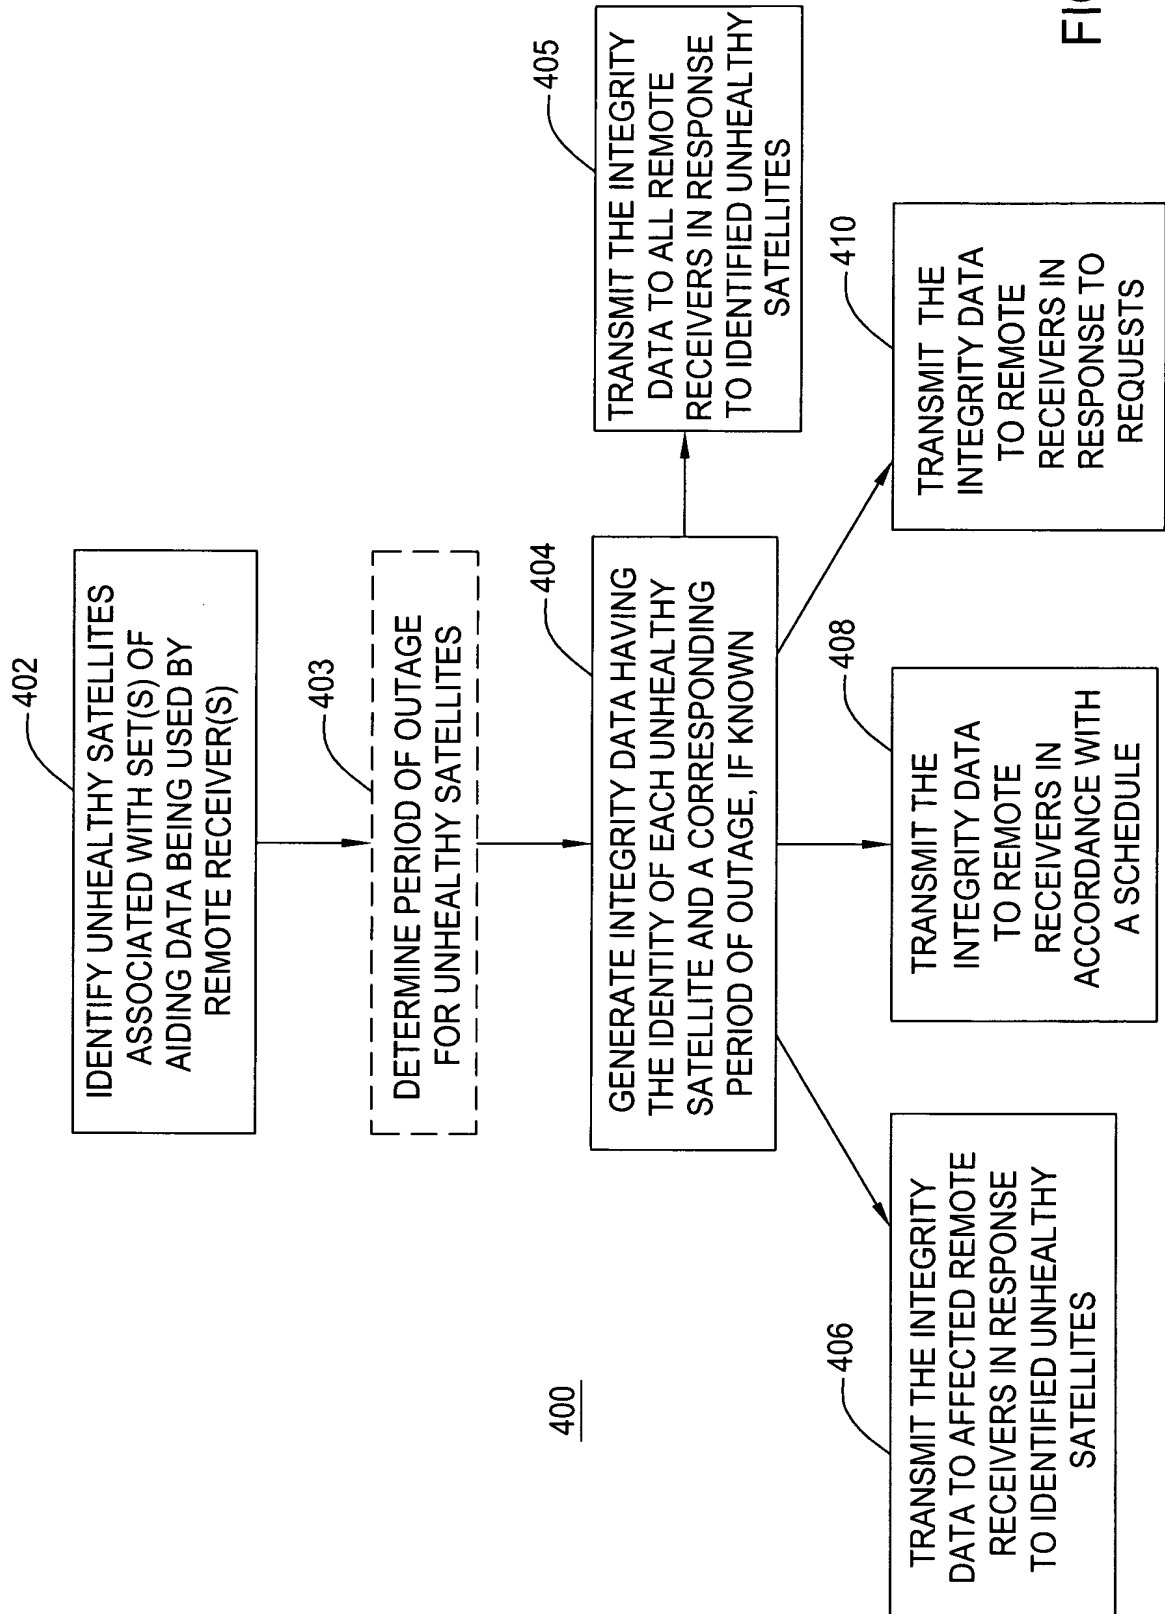 402
IDENTIFY UNHEALTHY SATELLITES
ASSOCIATED WITH SET(S) OF
AIDING DATA BEING USED BY
REMOTE RECEIVER(S)
403
DETERMINE PERIOD OF OUTAGE
FOR UNHEALTHY SATELLITES
404
GENERATE INTEGRITY DATA HAVING
THE IDENTITY OF EACH UNHEALTHY
SATELLITE AND A CORRESPONDING
PERIOD OF OUTAGE, IF KNOWN
405
TRANSMIT THE INTEGRITY
DATA TO ALL REMOTE
RECEIVERS IN RESPONSE
TO IDENTIFIED UNHEALTHY
SATELLITES
400
406
TRANSMIT THE INTEGRITY
DATA TO AFFECTED REMOTE
RECEIVERS IN RESPONSE
TO IDENTIFIED UNHEALTHY
SATELLITES
408
TRANSMIT THE
INTEGRITY DATA
TO REMOTE
RECEIVERS IN
ACCORDANCE WITH
A SCHEDULE
410
TRANSMIT THE
INTEGRITY DATA
TO REMOTE
RECEIVERS IN
RESPONSE TO
REQUESTS